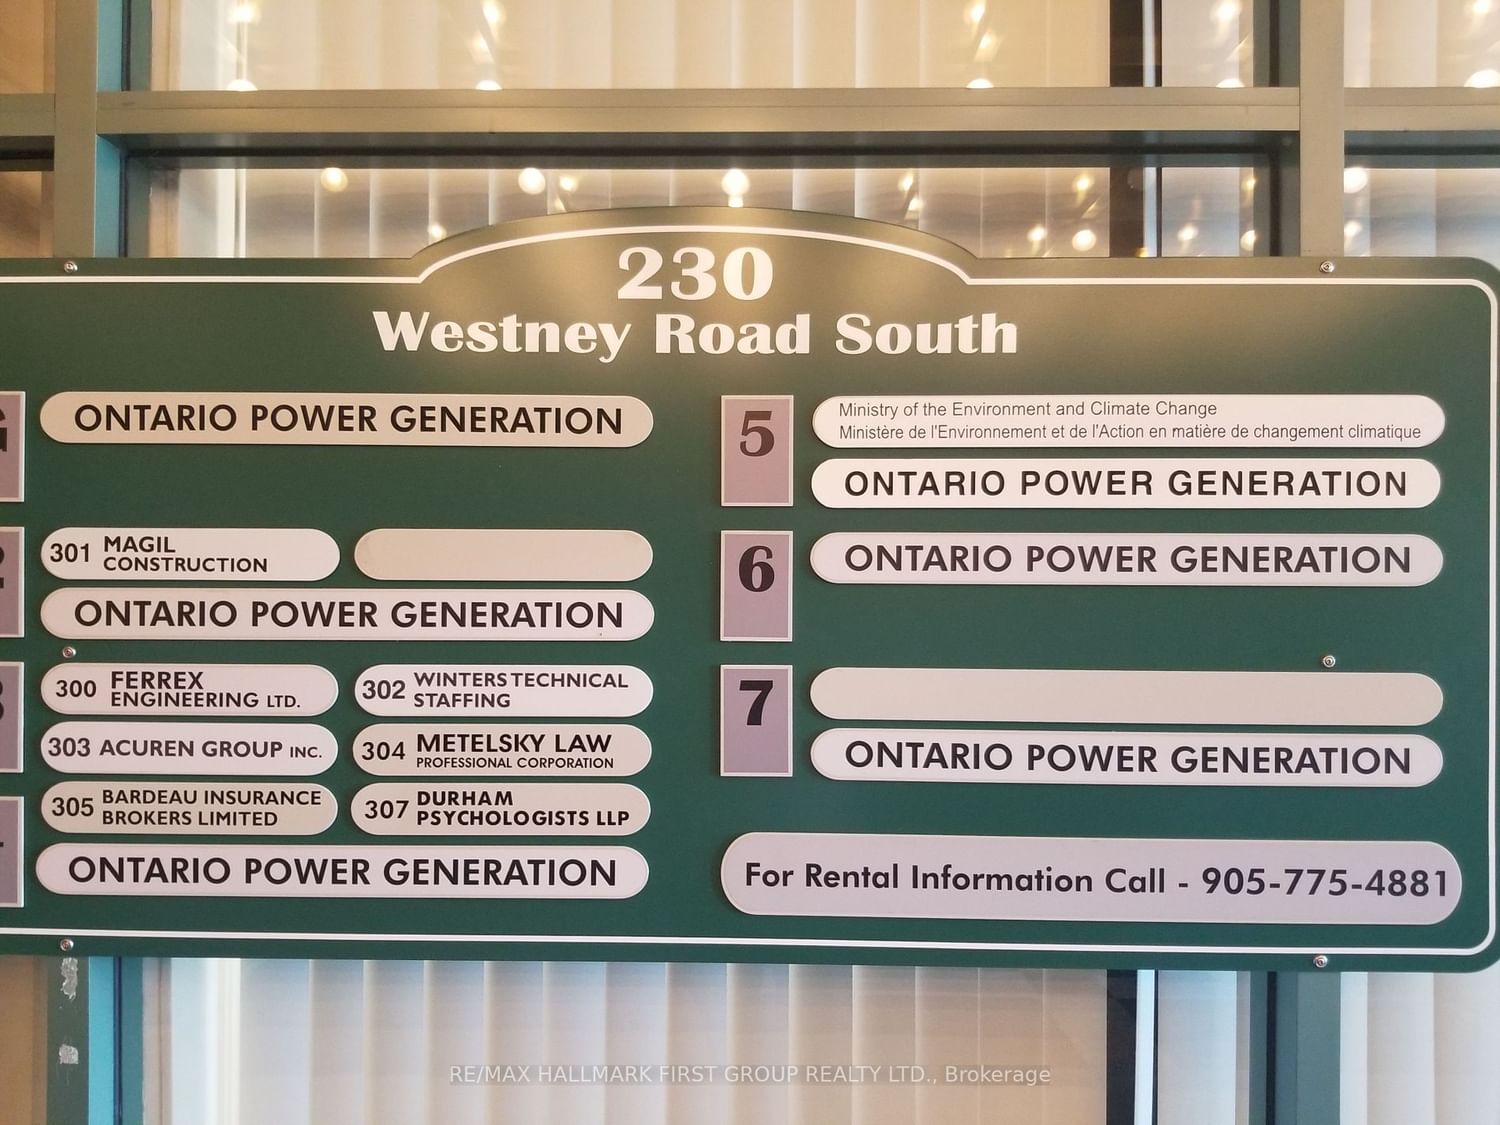 230
Westney Road South
G
ONTARIO POWER GENERATION
2
301 MAGIL
CONSTRUCTION
ONTARIO POWER GENERATION
3
300 FERREX
ENGINEERING LTD.
302 WINTERS TECHNICAL
STAFFING
303 ACUREN GROUP INC.
304 METELSKY LAW
PROFESSIONAL CORPORATION
305 BARDEAU INSURANCE
BROKERS LIMITED
307 DURHAM
PSYCHOLOGISTS LLP
ONTARIO POWER GENERATION
5
Ministry of the Environment and Climate Change
Ministère de l'Environnement et de l'Action en matière de changement climatique
ONTARIO POWER GENERATION
6
ONTARIO POWER GENERATION
7
ONTARIO POWER GENERATION
For Rental Information Call - 905-775-4881
RE/MAX HALLMARK FIRST GROUP REALTY LTD., Brokerage